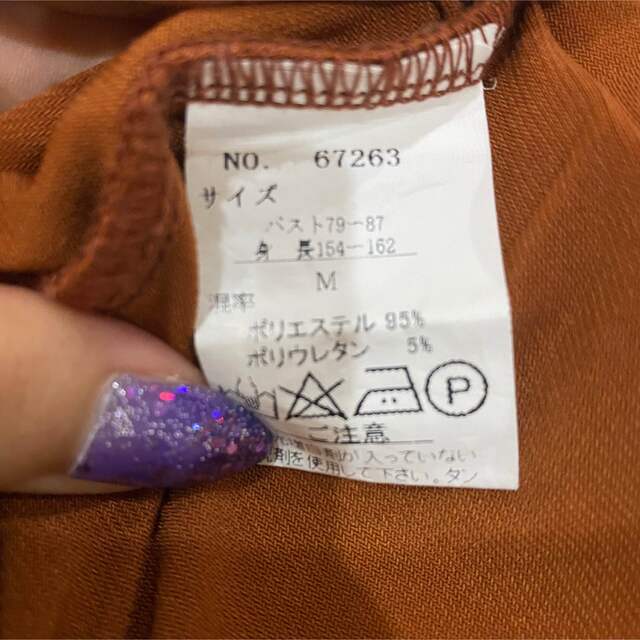 NO. 67263
サイズ
バスト79-87
身長154-162
M
混率
ポリエステル 95%
ポリウレタン 5%
P
ご注意
が入っていない
洗剤を使用して下さい。タン